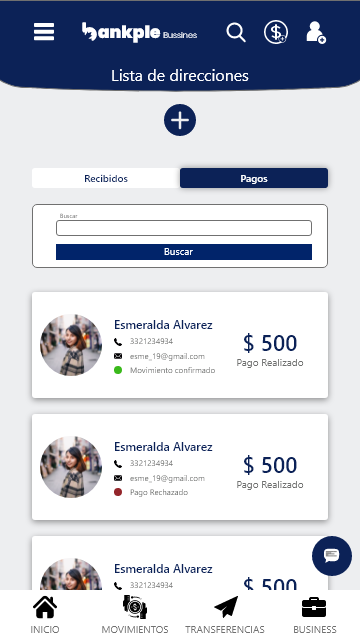 bankple Bussines
Lista de direcciones
Recibidos
Pagos
Buscar
Buscar
Esmeralda Alvarez
3321234934
esme_19@gmail.com
Movimiento confirmado
$ 500
Pago Realizado
Esmeralda Alvarez
3321234934
esme_19@gmail.com
Pago Rechazado
$ 500
Pago Realizado
Esmeralda Alvarez
3321234934
$ 500
INICIO
MOVIMIENTOS
TRANSFERENCIAS
BUSINESS